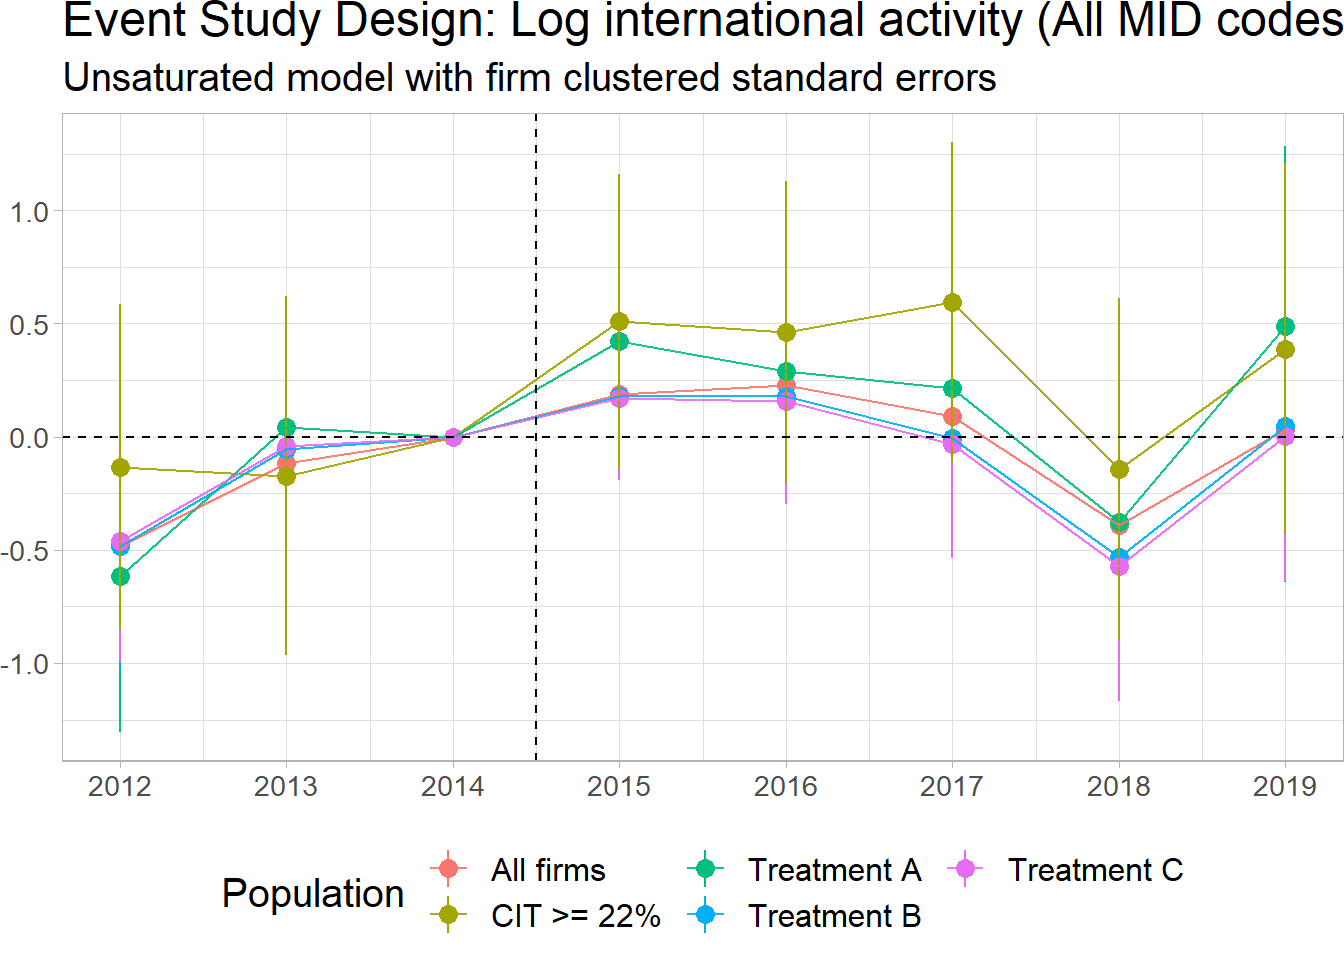 Event Study Design: Log international activity (All MID codes
Unsaturated model with firm clustered standard errors
1.0
0.5
0.0
-0.5
-1.0
2012 2013 2014 2015 2016 2017 2018 2019
Population
All firms Treatment A Treatment C
CIT >= 22% Treatment B